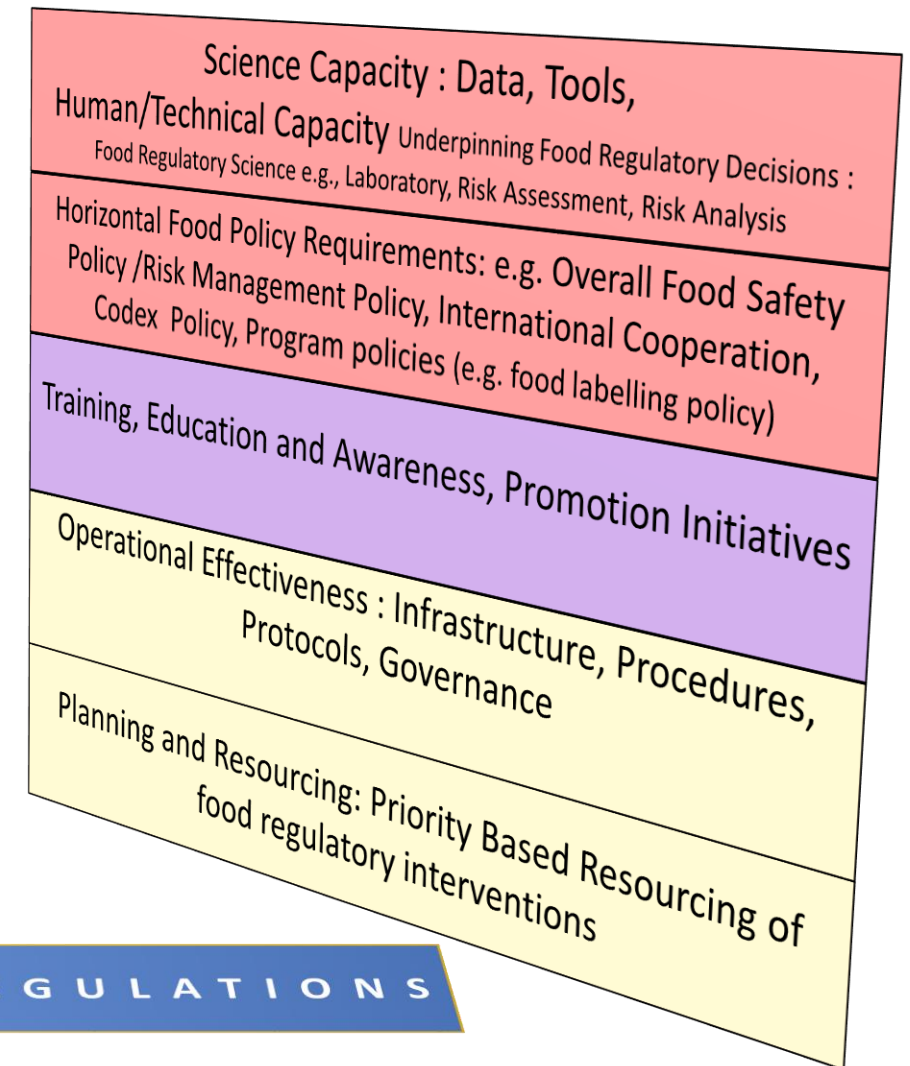 Science Capacity : Data, Tools,
Human/Technical Capacity Underpinning Food Regulatory Decisions :
Food Regulatory Science e.g., Laboratory, Risk Assessment, Risk Analysis
Horizontal Food Policy Requirements: e.g. Overall Food Safety
Policy /Risk Management Policy, International Cooperation,
Codex Policy, Program policies (e.g. food labelling policy)
Training, Education and Awareness, Promotion Initiatives
Operational Effectiveness : Infrastructure, Procedures,
Protocols, Governance
Planning and Resourcing: Priority Based Resourcing of
food regulatory interventions
GULATIONS